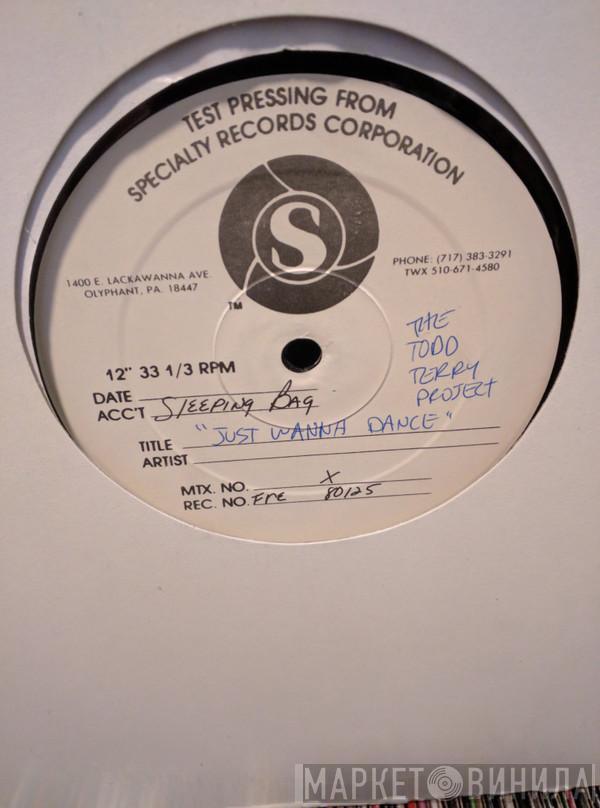 TEST PRESSING FROM
SPECIALTY RECORDS CORPORATION
S
TM
1400 E. LACKAWANNA AVE.
OLYPHANT, PA. 18447
PHONE: (717) 383-3291
TWX 510-671-4580
THE
TODD
TERRY
PROJECT
12" 33 1/3 RPM
DATE
ACC'T Sleeping Bag
TITLE "JUST WANNA DANCE"
ARTIST
MTX. NO. X
REC. NO. Fre 80125
МАРКЕТ ВИНИЛА